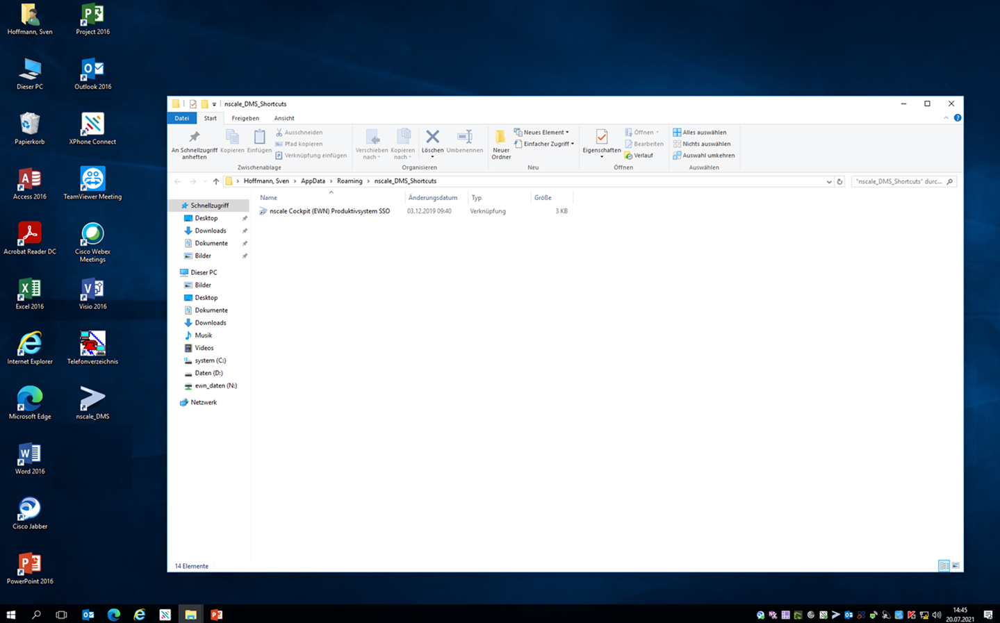 Hoffmann, Sven
Project 2016
Dieser PC
Outlook 2016
Papierkorb
XPhone Connect
Access 2016
TeamViewer Meeting
Acrobat Reader DC
Cisco Webex
Meetings
Excel 2016
Visio 2016
Internet Explorer
Telefonverzeichnis
Microsoft Edge
nscale_DMS
Word 2016
Cisco Jabber
PowerPoint 2016
nscale_DMS_Shortcuts
Datei Start Freigeben Ansicht
An Schnellzugriff
anheften
Kopieren
Einfügen
Ausschneiden
Pfad kopieren
Verknüpfung einfügen
Zwischenablage
Verschieben
nach
Kopieren
nach
Löschen
Umbenennen
Organisieren
Neuer
Ordner
Neues Element
Einfacher Zugriff
Neu
Eigenschaften
Öffnen
Bearbeiten
Verlauf
Öffnen
Alles auswählen
Nichts auswählen
Auswahl umkehren
Auswählen
Hoffmann, Sven > AppData > Roaming > nscale_DMS_Shortcuts
"nscale_DMS_Shortcuts" durc...
Name Änderungsdatum Typ Größe
nscale Cockpit (EWN) Produktivsystem SSO 03.12.2019 09:40 Verknüpfung 3 KB
Schnellzugriff
Desktop
Downloads
Dokumente
Bilder
Dieser PC
Bilder
Desktop
Dokumente
Downloads
Musik
Videos
system (C:)
Daten (D:)
ewn_daten (N:)
Netzwerk
14 Elemente
14:45
20.07.2021